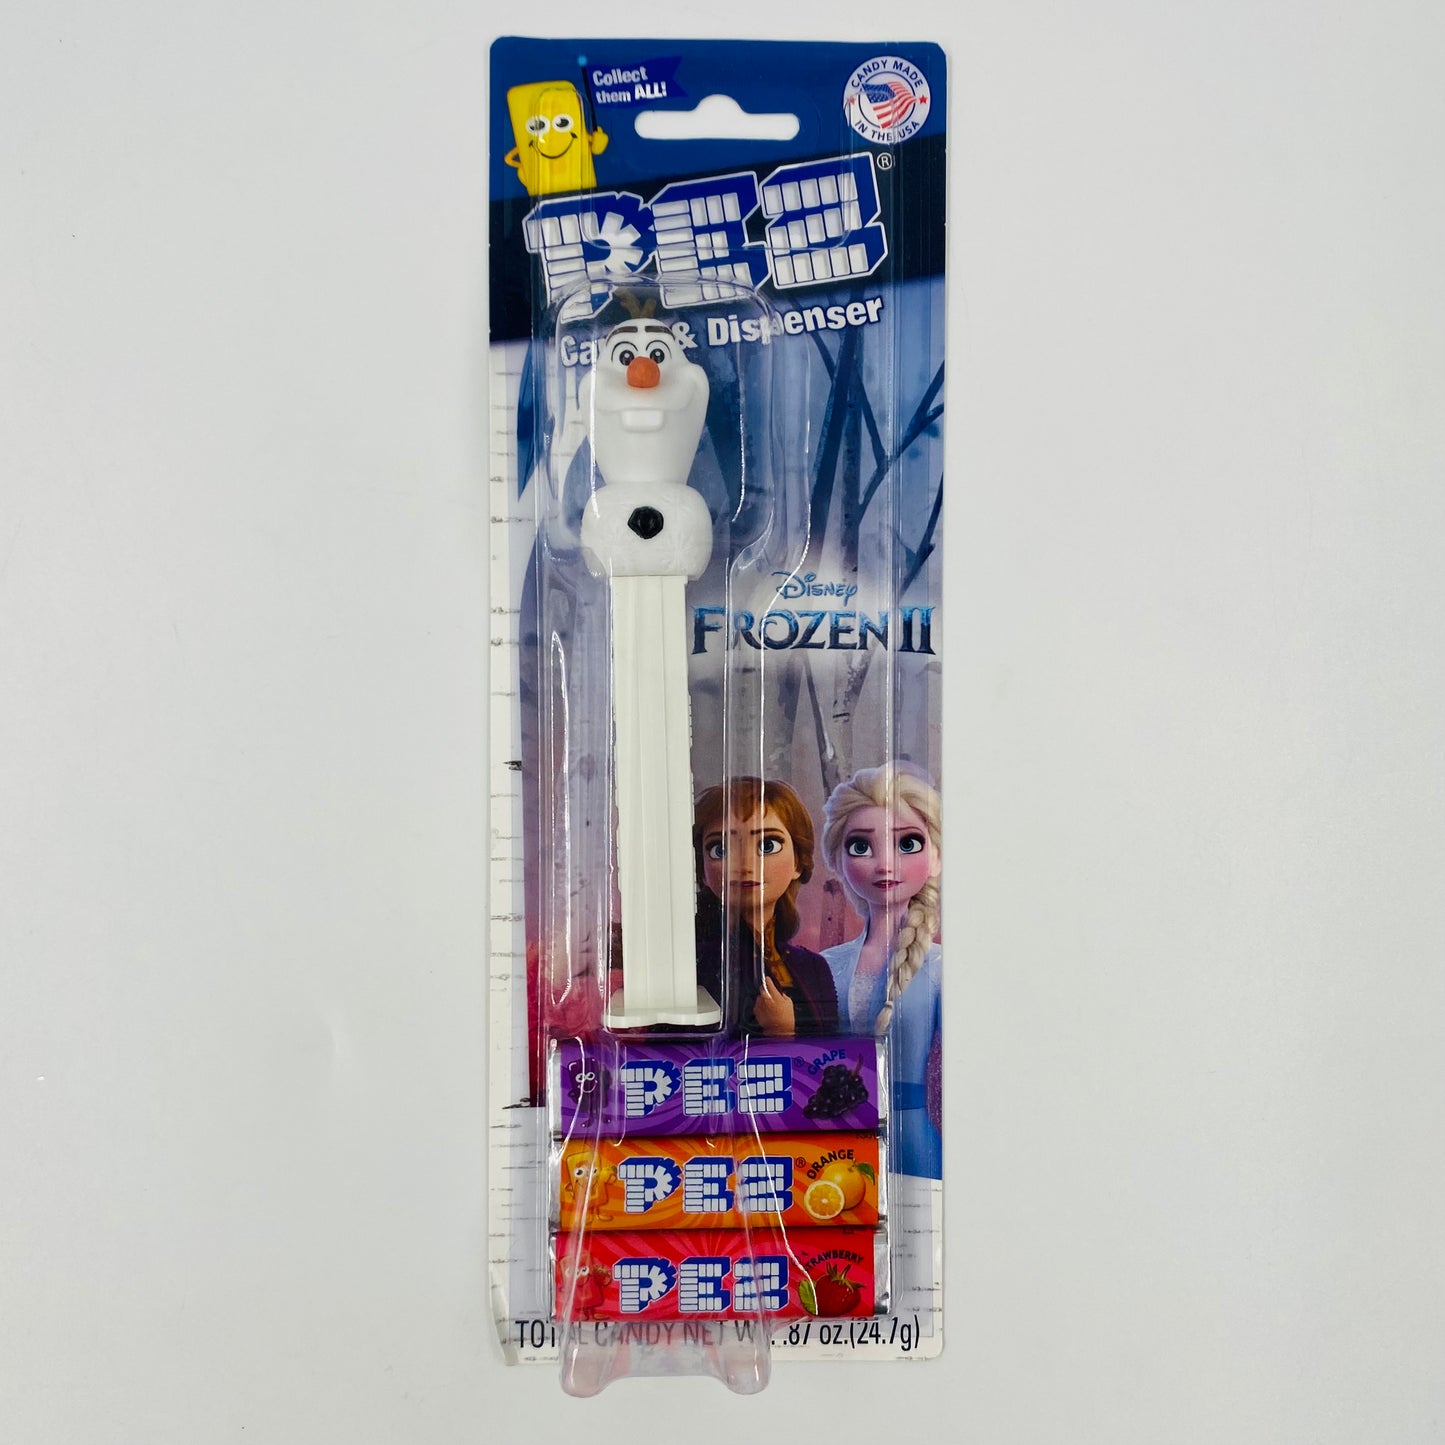 Collect
them ALL!
CANDY MADE
IN THE USA
PEZ®
& Dispenser
Disney
FROZEN II
PEZ® GRAPE
PEZ® ORANGE
PEZ STRAWBERRY
TOTAL CANDY NET WT. .87 oz.(24.7g)